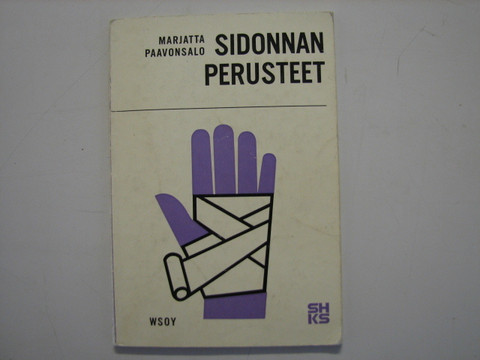 MARJATTA
PAAVONSALO
SIDONNAN
PERUSTEET
WSOY
SH
KS